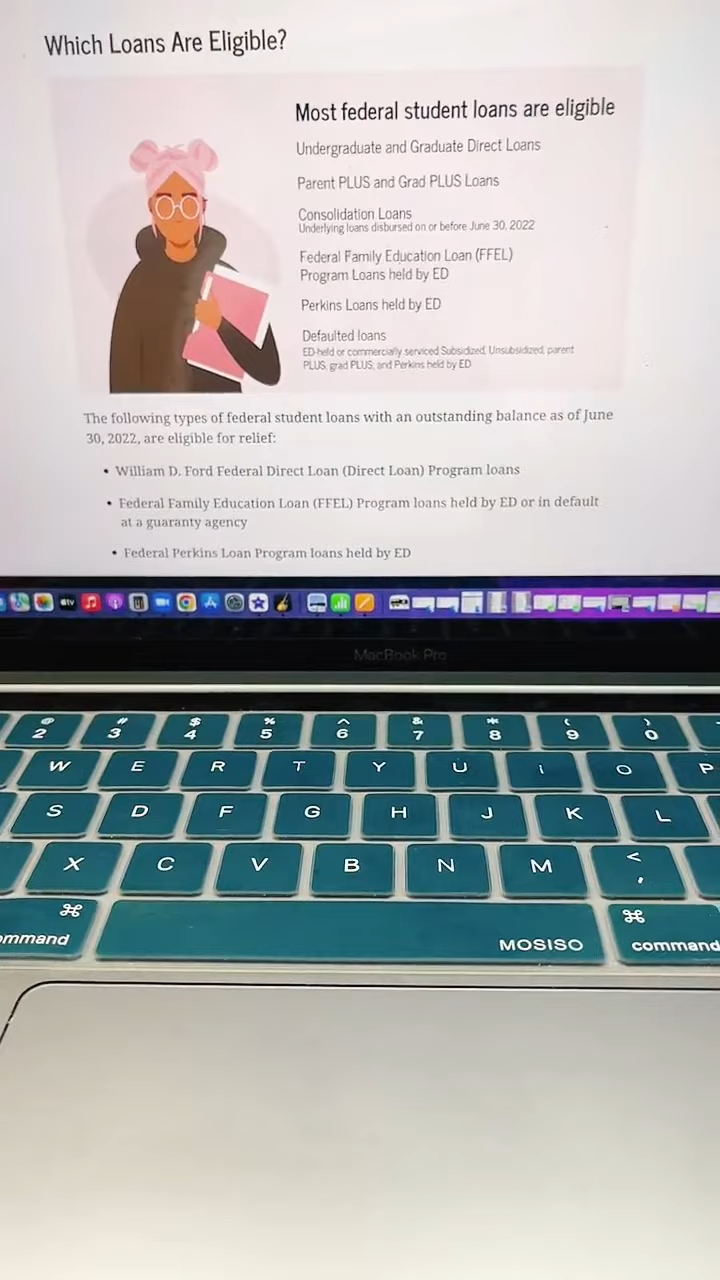 Which Loans Are Eligible?
Most federal student loans are eligible
Undergraduate and Graduate Direct Loans
Parent PLUS and Grad PLUS Loans
Consolidation Loans
Underlying loans disbursed on or before June 30, 2022
Federal Family Education Loan (FFEL)
Program Loans held by ED
Perkins Loans held by ED
Defaulted loans
ED-held or commercially serviced Subsidized, Unsubsidized, parent
PLUS, grad PLUS; and Perkins held by ED
The following types of federal student loans with an outstanding balance as of June
30, 2022, are eligible for relief:
• William D. Ford Federal Direct Loan (Direct Loan) Program loans
• Federal Family Education Loan (FFEL) Program loans held by ED or in default
at a guaranty agency
• Federal Perkins Loan Program loans held by ED
tv
MacBook Pro
@ # $ % ^ & * ( )
2 3 4 5 6 7 8 9 0
W E R T Y U i O P
S D F G H J K L
X C V B N M < ,
⌘ ⌘
ommand MOSISO command